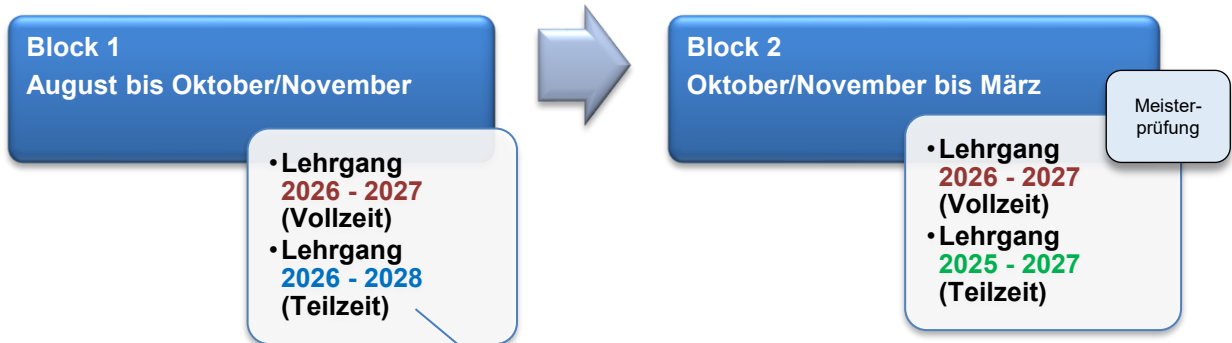 Block 1
August bis Oktober/November
•Lehrgang
2026 - 2027
(Vollzeit)
•Lehrgang
2026 - 2028
(Teilzeit)
Block 2
Oktober/November bis März
Meister-
prüfung
•Lehrgang
2026 - 2027
(Vollzeit)
•Lehrgang
2025 - 2027
(Teilzeit)